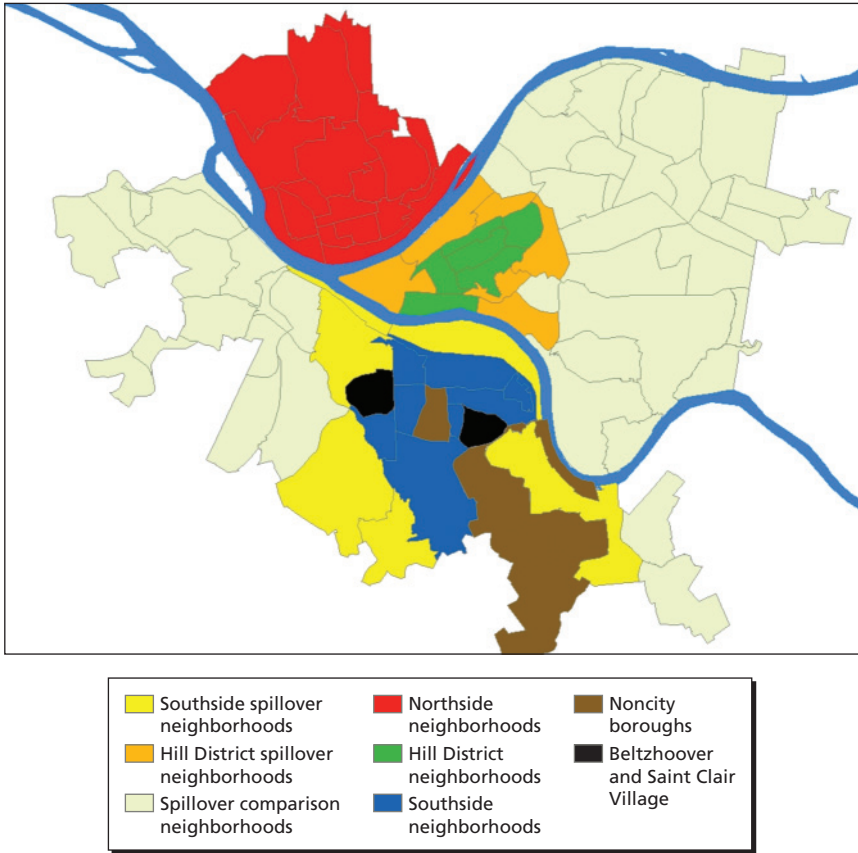 Southside spillover
neighborhoods
Hill District spillover
neighborhoods
Spillover comparison
neighborhoods
Northside
neighborhoods
Hill District
neighborhoods
Southside
neighborhoods
Noncity
boroughs
Beltzhoover
and Saint Clair
Village